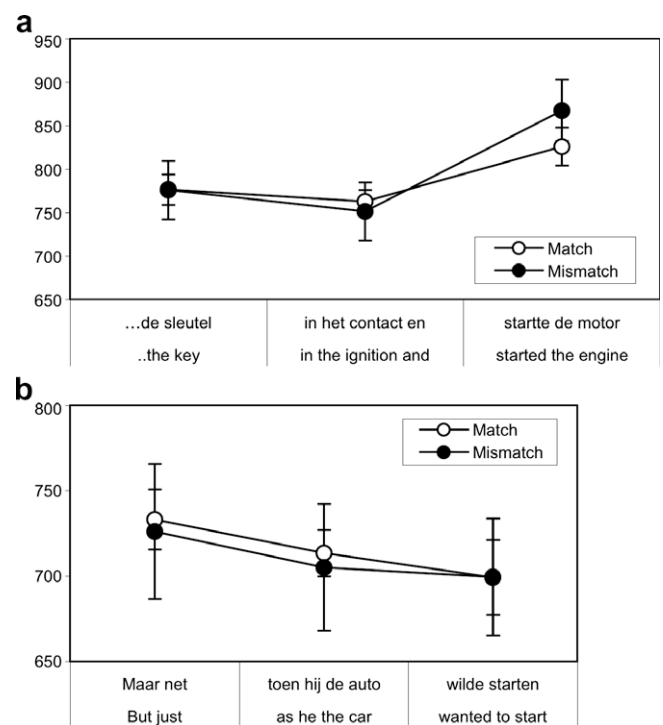 a
950
900
850
800
750
700
650
Match
Mismatch
...de sleutel in het contact en startte de motor
..the key in the ignition and started the engine
b
800
750
700
650
Match
Mismatch
Maar net toen hij de auto wilde starten
But just as he the car wanted to start